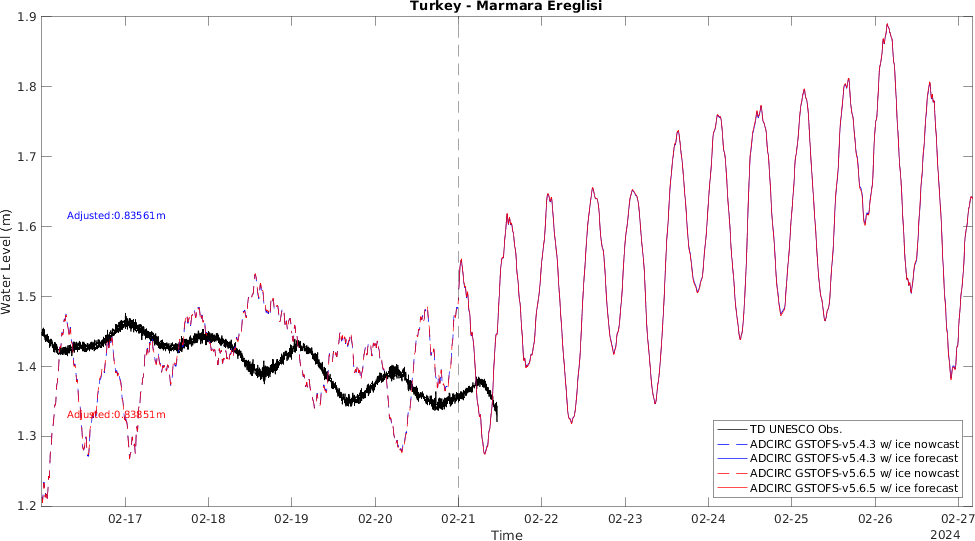 Turkey - Marmara Ereglisi
Water Level (m)
1.9
1.8
1.7
1.6
1.5
1.4
1.3
1.2
Adjusted:0.83561m
Adjusted:0.83851m
TD UNESCO Obs.
ADCIRC GSTOFS-v5.4.3 w/ ice nowcast
ADCIRC GSTOFS-v5.4.3 w/ ice forecast
ADCIRC GSTOFS-v5.6.5 w/ ice nowcast
ADCIRC GSTOFS-v5.6.5 w/ ice forecast
02-17 02-18 02-19 02-20 02-21 02-22 02-23 02-24 02-25 02-26 02-27
Time
2024